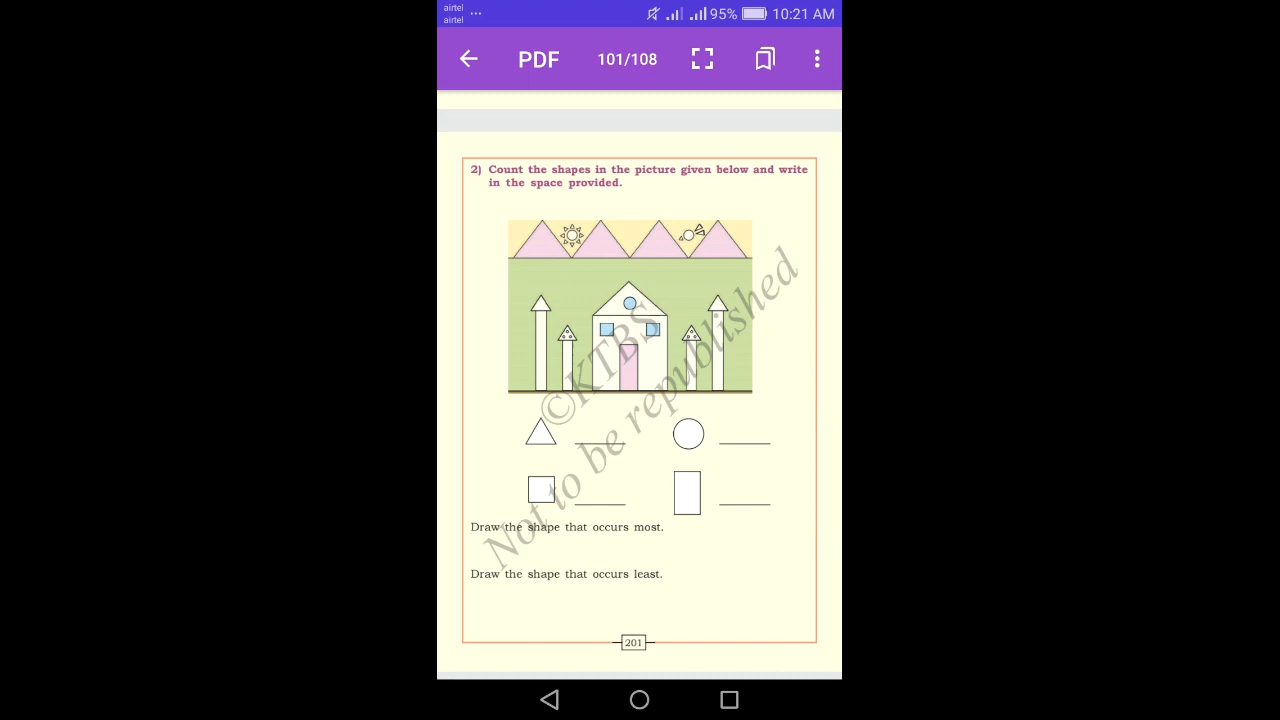 airtel
airtel
95% 10:21 AM
PDF 101/108
2) Count the shapes in the picture given below and write
in the space provided.
©KTBS
Not to be republished
Draw the shape that occurs most.
Draw the shape that occurs least.
201